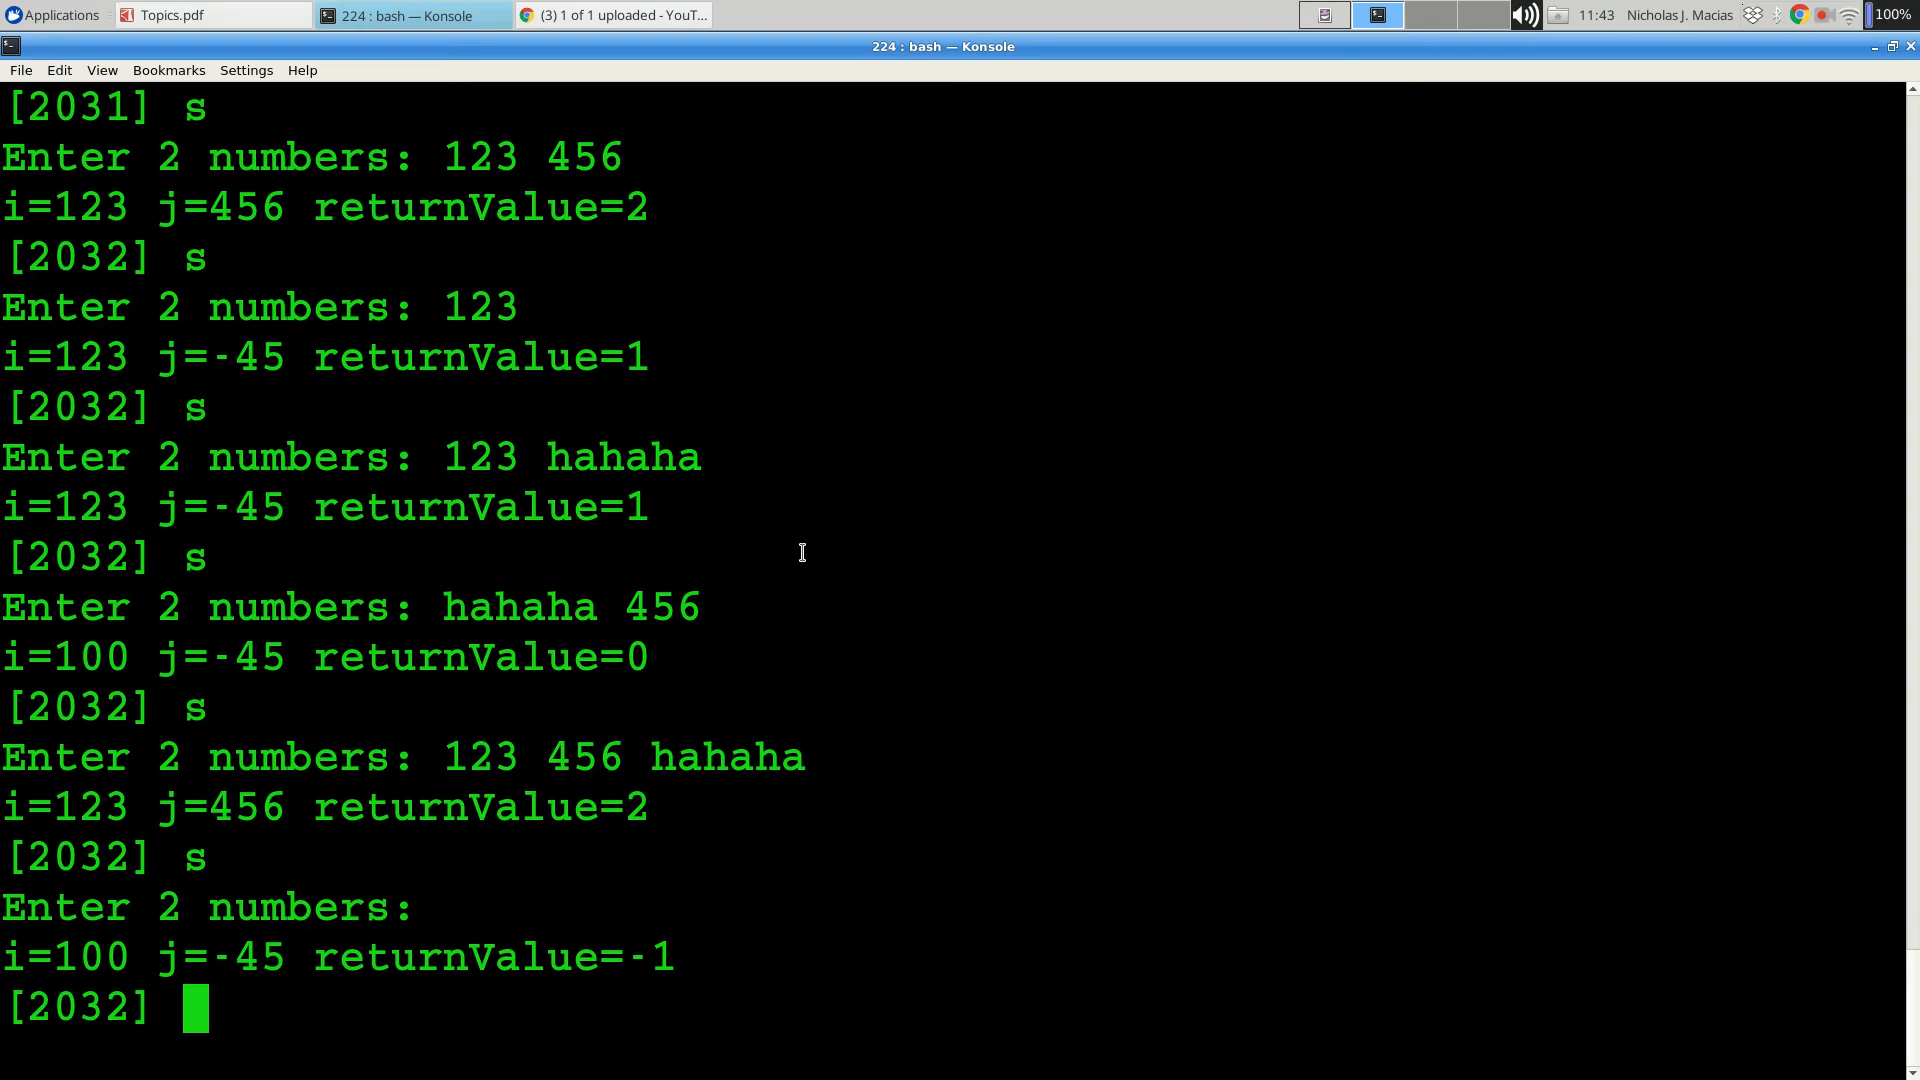 Applications Topics.pdf 224 : bash — Konsole (3) 1 of 1 uploaded - YouT... 11:43 Nicholas J. Macias 100%
224 : bash — Konsole
File Edit View Bookmarks Settings Help
[2031] s
Enter 2 numbers: 123 456
i=123 j=456 returnValue=2
[2032] s
Enter 2 numbers: 123
i=123 j=-45 returnValue=1
[2032] s
Enter 2 numbers: 123 hahaha
i=123 j=-45 returnValue=1
[2032] s
Enter 2 numbers: hahaha 456
i=100 j=-45 returnValue=0
[2032] s
Enter 2 numbers: 123 456 hahaha
i=123 j=456 returnValue=2
[2032] s
Enter 2 numbers:
i=100 j=-45 returnValue=-1
[2032]